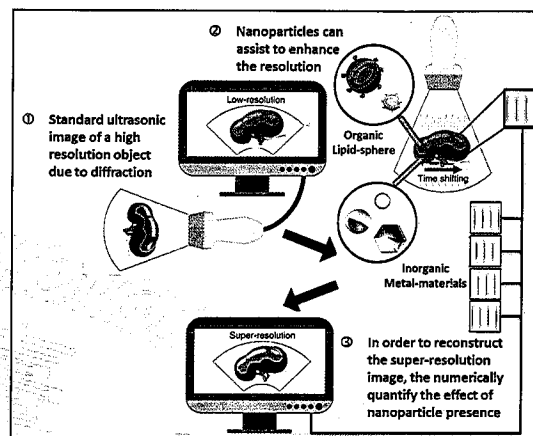 ② Nanoparticles can
assist to enhance
the resolution
Low-resolution
① Standard ultrasonic
image of a high
resolution object
due to diffraction
Organic
Lipid-sphere
Time shifting
Inorganic
Metal-materials
Super-resolution
③ In order to reconstruct
the super-resolution
image, the numerically
quantify the effect of
nanoparticle presence